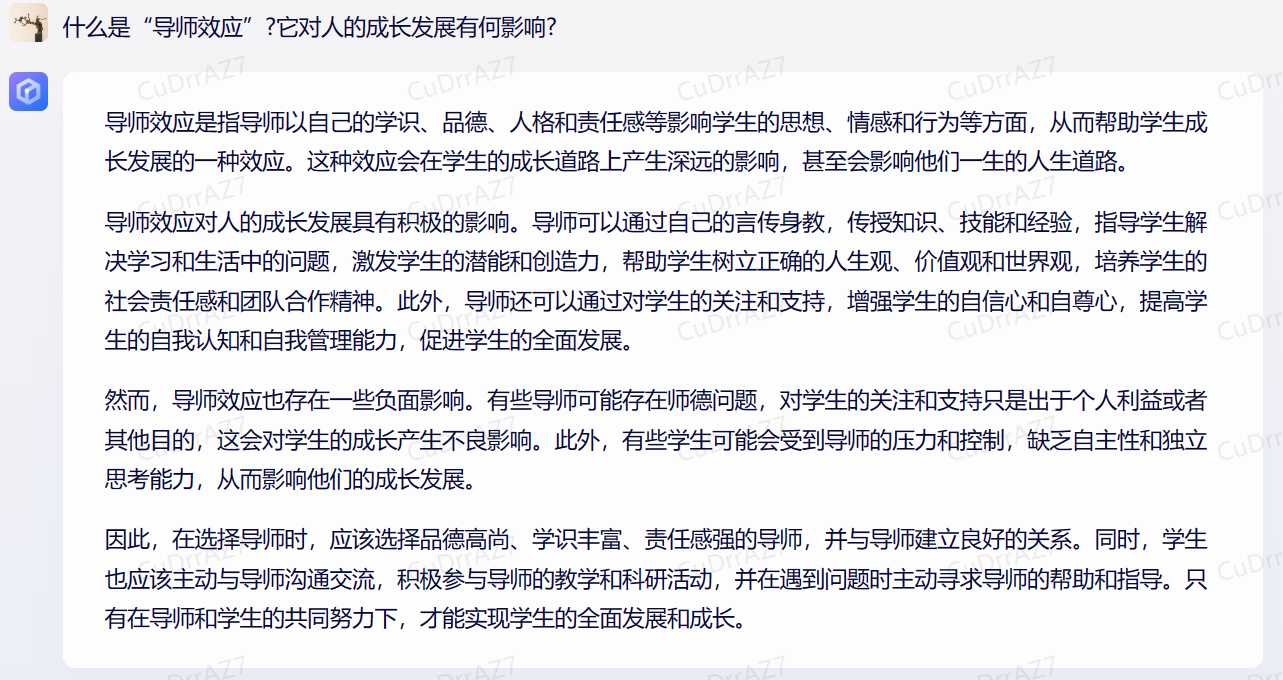 什么是“导师效应”?它对人的成长发展有何影响?
导师效应是指导师以自己的学识、品德、人格和责任感等影响学生的思想、情感和行为等方面，从而帮助学生成
长发展的一种效应。这种效应会在学生的成长道路上产生深远的影响，甚至会影响他们一生的人生道路。
导师效应对人的成长发展具有积极的影响。导师可以通过自己的言传身教，传授知识、技能和经验，指导学生解
决学习和生活中的问题，激发学生的潜能和创造力，帮助学生树立正确的人生观、价值观和世界观，培养学生的
社会责任感和团队合作精神。此外，导师还可以通过对学生的关注和支持，增强学生的自信心和自尊心，提高学
生的自我认知和自我管理能力，促进学生的全面发展。
然而，导师效应也存在一些负面影响。有些导师可能存在师德问题，对学生的关注和支持只是出于个人利益或者
其他目的，这会对学生的成长产生不良影响。此外，有些学生可能会受到导师的压力和控制，缺乏自主性和独立
思考能力，从而影响他们的成长发展。
因此，在选择导师时，应该选择品德高尚、学识丰富、责任感强的导师，并与导师建立良好的关系。同时，学生
也应该主动与导师沟通交流，积极参与导师的教学和科研活动，并在遇到问题时主动寻求导师的帮助和指导。只
有在导师和学生的共同努力下，才能实现学生的全面发展和成长。
CuDrrAZ7